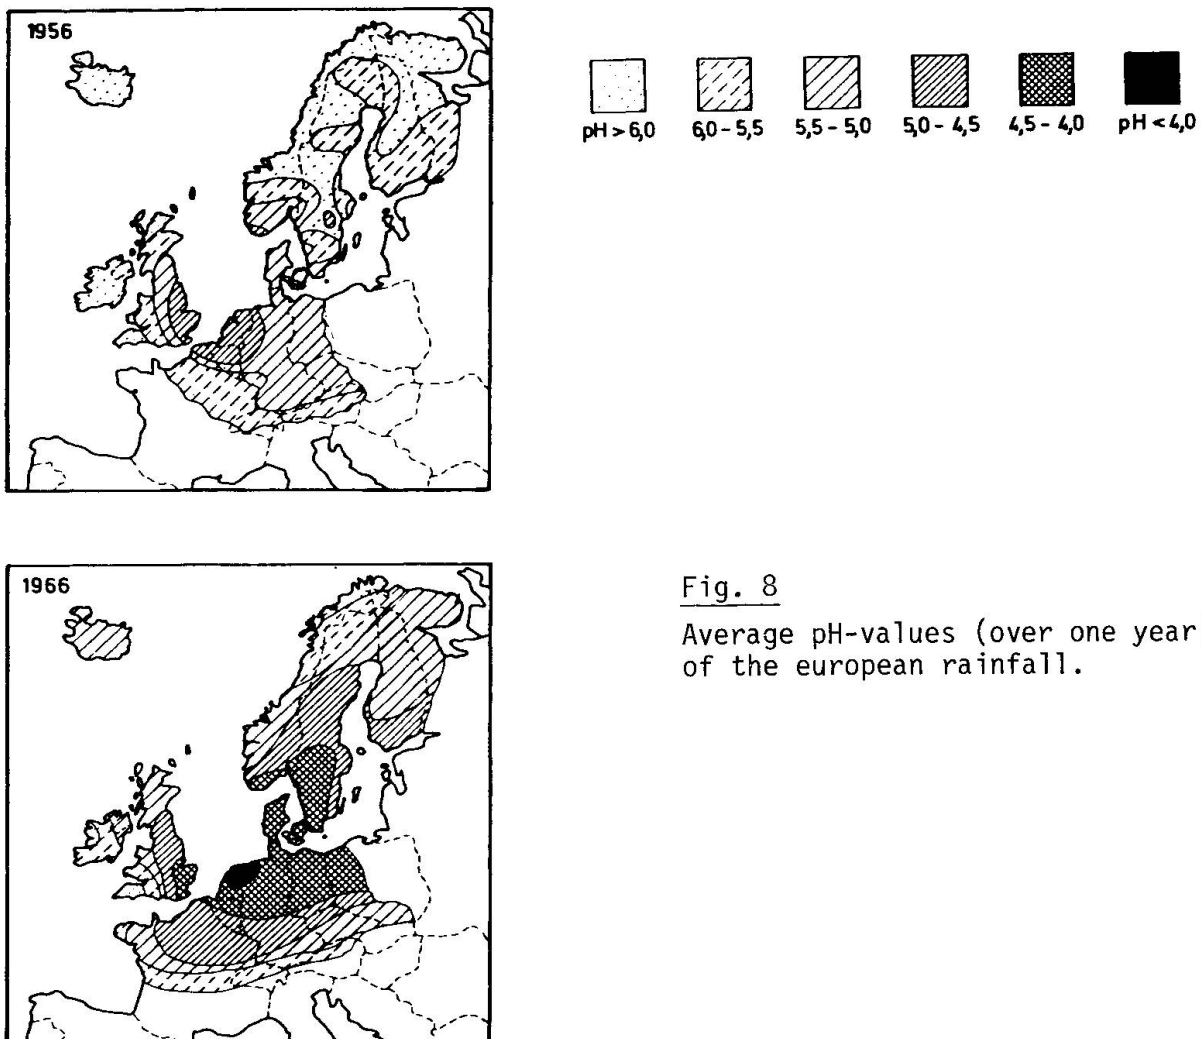 1956
pH > 6,0 6,0 - 5,5 5,5 - 5,0 5,0 - 4,5 4,5 - 4,0 pH < 4,0
1966
Fig. 8
Average pH-values (over one year
of the european rainfall.